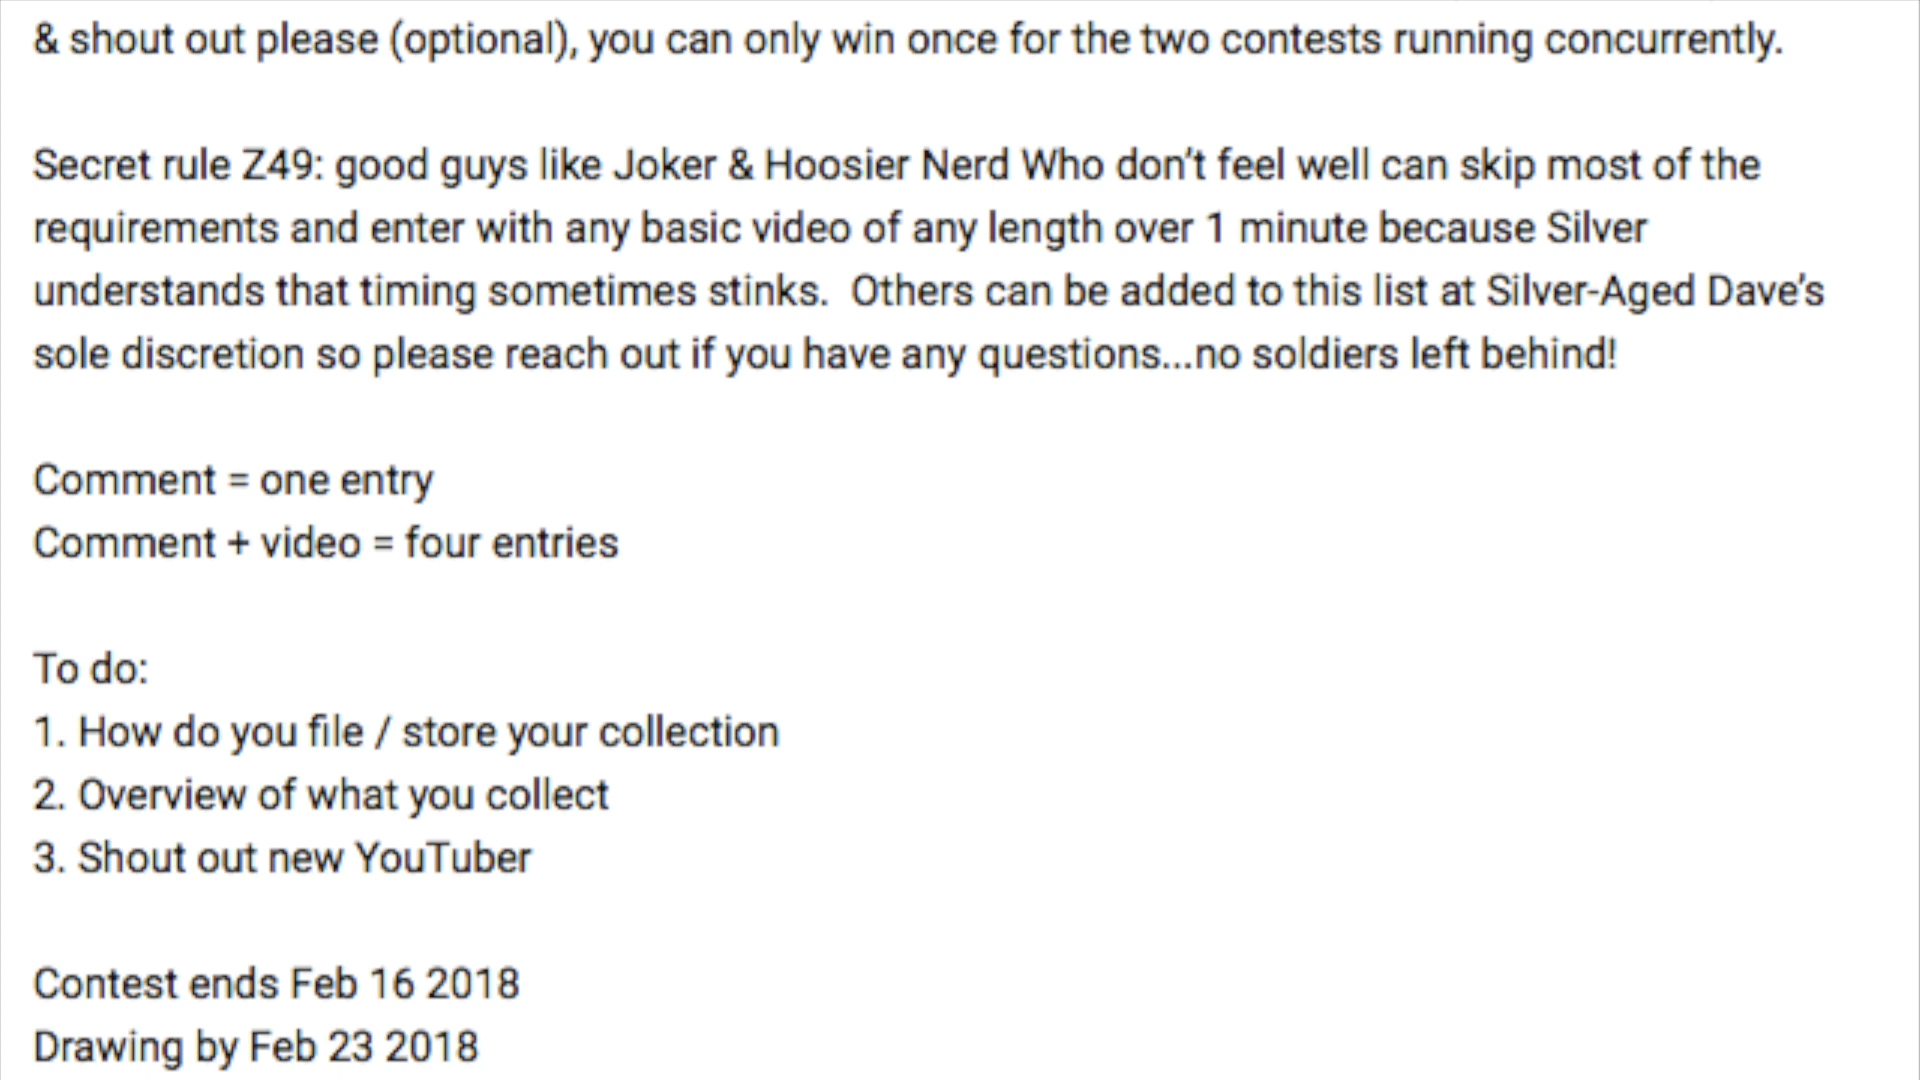 & shout out please (optional), you can only win once for the two contests running concurrently.
Secret rule Z49: good guys like Joker & Hoosier Nerd Who don’t feel well can skip most of the
requirements and enter with any basic video of any length over 1 minute because Silver
understands that timing sometimes stinks.  Others can be added to this list at Silver-Aged Dave’s
sole discretion so please reach out if you have any questions...no soldiers left behind!
Comment = one entry
Comment + video = four entries
To do:
1. How do you file / store your collection
2. Overview of what you collect
3. Shout out new YouTuber
Contest ends Feb 16 2018
Drawing by Feb 23 2018